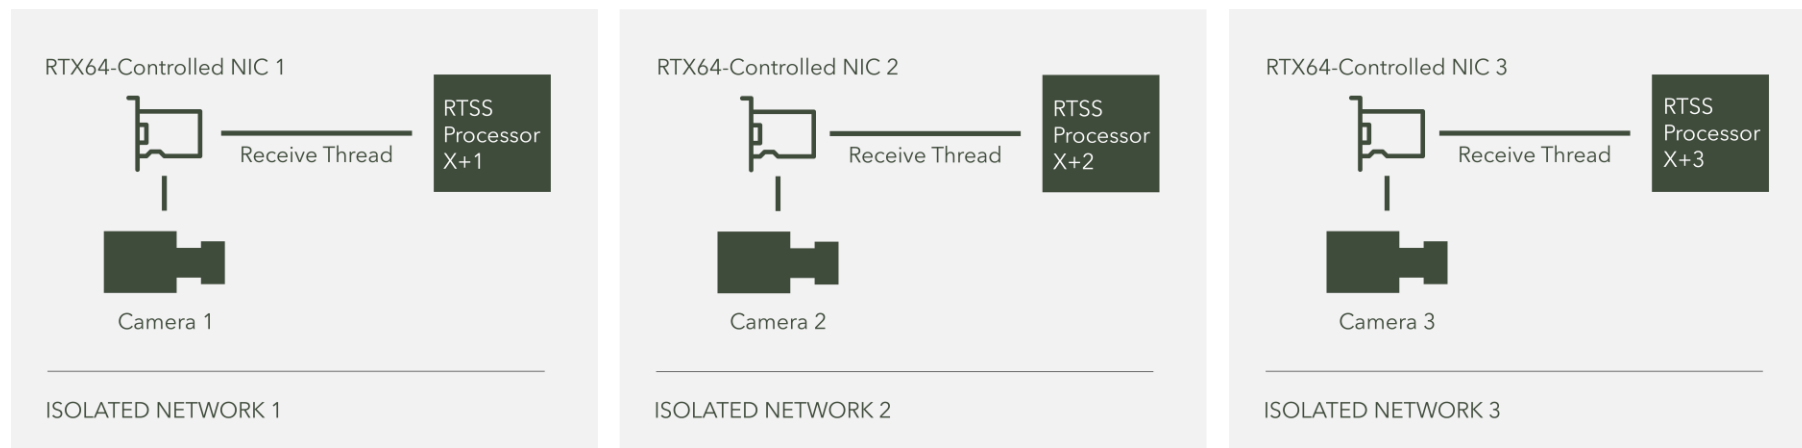 RTX64-Controlled NIC 1
RTSS
Processor
X+1
Receive Thread
Camera 1
ISOLATED NETWORK 1
RTX64-Controlled NIC 2
RTSS
Processor
X+2
Receive Thread
Camera 2
ISOLATED NETWORK 2
RTX64-Controlled NIC 3
RTSS
Processor
X+3
Receive Thread
Camera 3
ISOLATED NETWORK 3